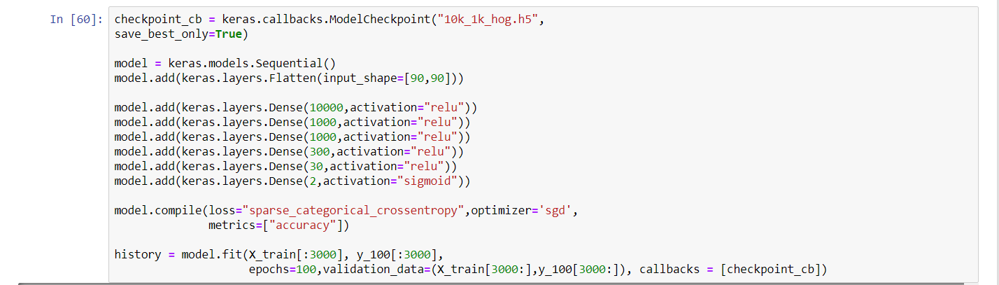 In [60]: checkpoint_cb = keras.callbacks.ModelCheckpoint("10k_1k_hog.h5",
save_best_only=True)
model = keras.models.Sequential()
model.add(keras.layers.Flatten(input_shape=[90,90]))
model.add(keras.layers.Dense(10000,activation="relu"))
model.add(keras.layers.Dense(1000,activation="relu"))
model.add(keras.layers.Dense(1000,activation="relu"))
model.add(keras.layers.Dense(300,activation="relu"))
model.add(keras.layers.Dense(30,activation="relu"))
model.add(keras.layers.Dense(2,activation="sigmoid"))
model.compile(loss="sparse_categorical_crossentropy",optimizer='sgd',
metrics=["accuracy"])
history = model.fit(X_train[:3000], y_100[:3000],
epochs=100,validation_data=(X_train[3000:],y_100[3000:]), callbacks = [checkpoint_cb])